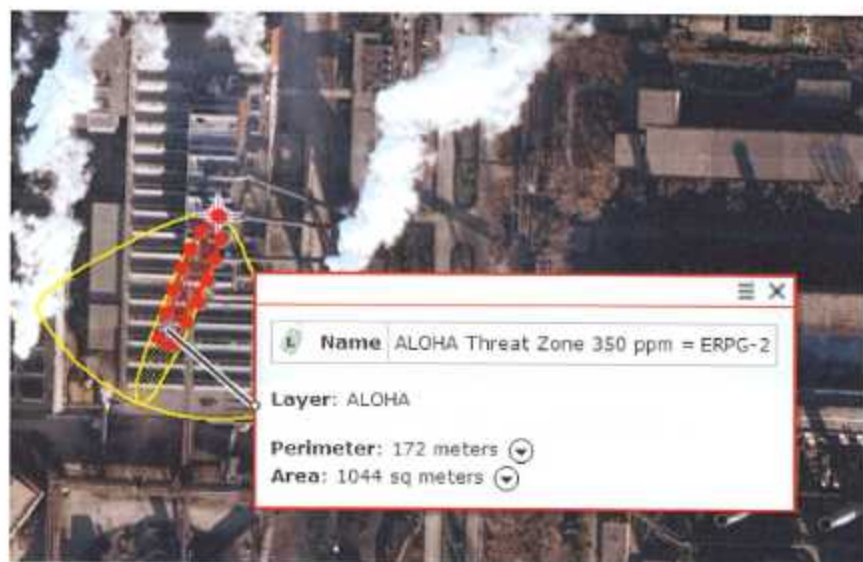 Name ALOHA Threat Zone 350 ppm = ERPG-2
Layer: ALOHA
Perimeter: 172 meters
Area: 1044 sq meters